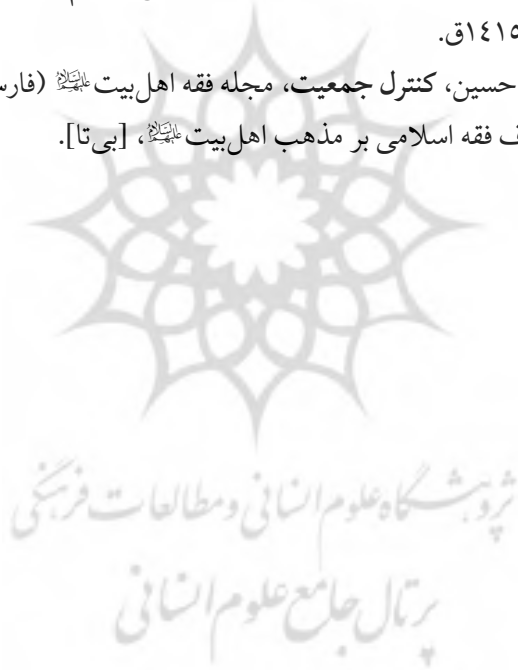 ١٤١٥ق.
حسین، کنترل جمعیت، مجله فقه اهل‌بیت علیهم‌السلام (فارس
ف فقه اسلامی بر مذهب اهل‌بیت علیهم‌السلام، [بی‌تا].
پژوهشگاه علوم انسانی و مطالعات فرهنگی
پرتال جامع علوم انسانی